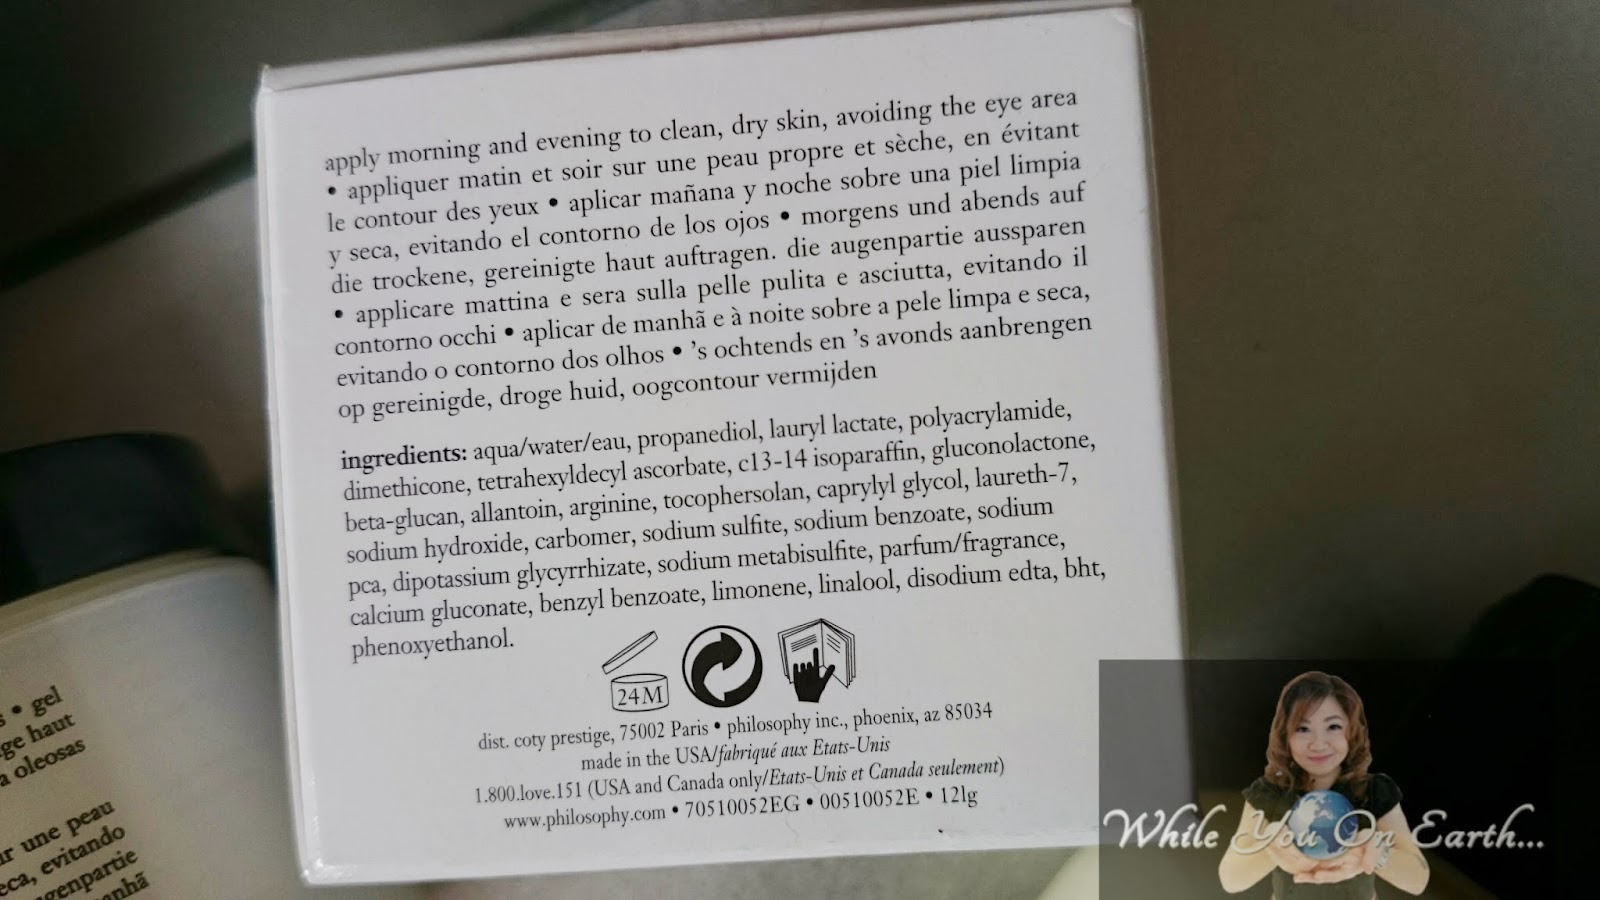 apply morning and evening to clean, dry skin, avoiding the eye area
• appliquer matin et soir sur une peau propre et sèche, en évitant
le contour des yeux • aplicar mañana y noche sobre una piel limpia
y seca, evitando el contorno de los ojos • morgens und abends auf
die trockene, gereinigte haut auftragen. die augenpartie aussparen
• applicare mattina e sera sulla pelle pulita e asciutta, evitando il
contorno occhi • aplicar de manhã e à noite sobre a pele limpa e seca,
evitando o contorno dos olhos • 's ochtends en 's avonds aanbrengen
op gereinigde, droge huid, oogcontour vermijden
ingredients: aqua/water/eau, propanediol, lauryl lactate, polyacrylamide,
dimethicone, tetrahexyldecyl ascorbate, c13-14 isoparaffin, gluconolactone,
beta-glucan, allantoin, arginine, tocophersolan, caprylyl glycol, laureth-7,
sodium hydroxide, carbomer, sodium sulfite, sodium benzoate, sodium
pca, dipotassium glycyrrhizate, sodium metabisulfite, parfum/fragrance,
calcium gluconate, benzyl benzoate, limonene, linalool, disodium edta, bht,
phenoxyethanol.
24M
dist. coty prestige, 75002 Paris • philosophy inc., phoenix, az 85034
made in the USA/fabriqué aux Etats-Unis
1.800.love.151 (USA and Canada only/Etats-Unis et Canada seulement)
www.philosophy.com • 70510052EG • 00510052E • 121g
• gel
haut
oleosas
une peau
evitando
While You On Earth...